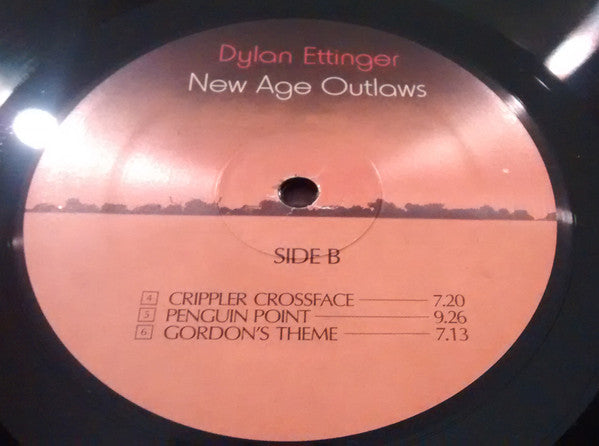 Dylan Ettinger
New Age Outlaws
SIDE B
4 CRIPPLER CROSSFACE 7.20
5 PENGUIN POINT 9.26
6 GORDON'S THEME 7.13